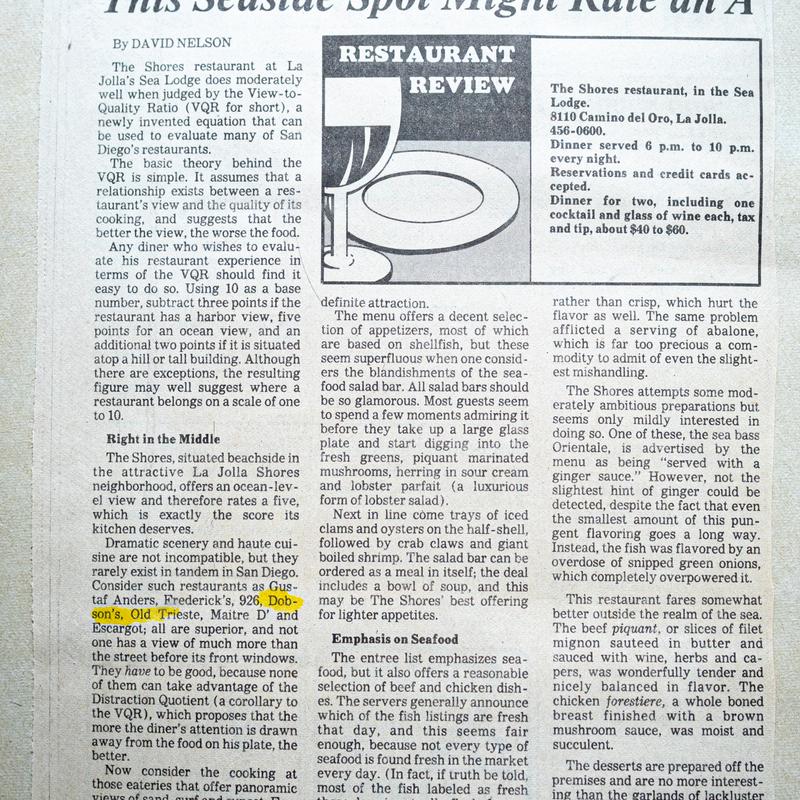 This Seaside Spot Might Rate an A
By DAVID NELSON
The Shores restaurant at La
Jolla's Sea Lodge does moderately
well when judged by the View-to-
Quality Ratio (VQR for short), a
newly invented equation that can
be used to evaluate many of San
Diego's restaurants.
The basic theory behind the
VQR is simple. It assumes that a
relationship exists between a res-
taurant's view and the quality of its
cooking, and suggests that the
better the view, the worse the food.
Any diner who wishes to evalu-
ate his restaurant experience in
terms of the VQR should find it
easy to do so. Using 10 as a base
number, subtract three points if the
restaurant has a harbor view, five
points for an ocean view, and an
additional two points if it is situated
atop a hill or tall building. Although
there are exceptions, the resulting
figure may well suggest where a
restaurant belongs on a scale of one
to 10.
Right in the Middle
The Shores, situated beachside in
the attractive La Jolla Shores
neighborhood, offers an ocean-lev-
el view and therefore rates a five,
which is exactly the score its
kitchen deserves.
Dramatic scenery and haute cui-
sine are not incompatible, but they
rarely exist in tandem in San Diego.
Consider such restaurants as Gus-
taf Anders, Frederick's, 926, Dob-
son's, Old Trieste, Maitre D' and
Escargot; all are superior, and not
one has a view of much more than
the street before its front windows.
They have to be good, because none
of them can take advantage of the
Distraction Quotient (a corollary to
the VQR), which proposes that the
more the diner's attention is drawn
away from the food on his plate, the
better.
Now consider the cooking at
those eateries that offer panoramic
views of sand, surf and sunset.
RESTAURANT
REVIEW
The Shores restaurant, in the Sea
Lodge.
8110 Camino del Oro, La Jolla.
456-0600.
Dinner served 6 p.m. to 10 p.m.
every night.
Reservations and credit cards ac-
cepted.
Dinner for two, including one
cocktail and glass of wine each, tax
and tip, about $40 to $60.
definite attraction.
The menu offers a decent selec-
tion of appetizers, most of which
are based on shellfish, but these
seem superfluous when one consid-
ers the blandishments of the sea-
food salad bar. All salad bars should
be so glamorous. Most guests seem
to spend a few moments admiring it
before they take up a large glass
plate and start digging into the
fresh greens, piquant marinated
mushrooms, herring in sour cream
and lobster parfait (a luxurious
form of lobster salad).
Next in line come trays of iced
clams and oysters on the half-shell,
followed by crab claws and giant
boiled shrimp. The salad bar can be
ordered as a meal in itself; the deal
includes a bowl of soup, and this
may be The Shores' best offering
for lighter appetites.
Emphasis on Seafood
The entree list emphasizes sea-
food, but it also offers a reasonable
selection of beef and chicken dish-
es. The servers generally announce
which of the fish listings are fresh
that day, and this seems fair
enough, because not every type of
seafood is found fresh in the market
every day. (In fact, if truth be told,
most of the fish labeled as fresh
rather than crisp, which hurt the
flavor as well. The same problem
afflicted a serving of abalone,
which is far too precious a com-
modity to admit of even the slight-
est mishandling.
The Shores attempts some mod-
erately ambitious preparations but
seems only mildly interested in
doing so. One of these, the sea bass
Orientale, is advertised by the
menu as being "served with a
ginger sauce." However, not the
slightest hint of ginger could be
detected, despite the fact that even
the smallest amount of this pun-
gent flavoring goes a long way.
Instead, the fish was flavored by an
overdose of snipped green onions,
which completely overpowered it.
This restaurant fares somewhat
better outside the realm of the sea.
The beef piquant, or slices of filet
mignon sauteed in butter and
sauced with wine, herbs and ca-
pers, was wonderfully tender and
nicely balanced in flavor. The
chicken forestiere, a whole boned
breast finished with a brown
mushroom sauce, was moist and
succulent.
The desserts are prepared off the
premises and are no more interest-
ing than the garlands of lackluster